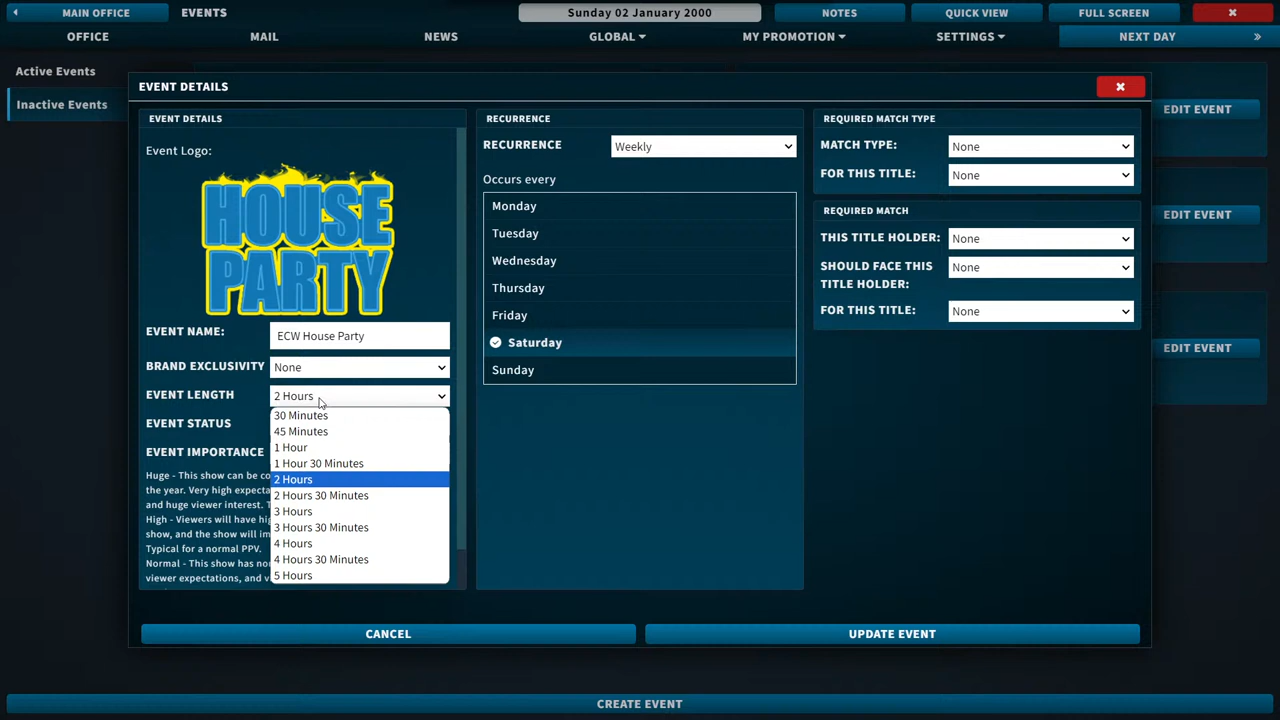 MAIN OFFICE
EVENTS
Sunday 02 January 2000
NOTES
QUICK VIEW
FULL SCREEN
OFFICE
MAIL
NEWS
GLOBAL
MY PROMOTION
SETTINGS
NEXT DAY
Active Events
Inactive Events
EDIT EVENT
EDIT EVENT
EDIT EVENT
EVENT DETAILS
EVENT DETAILS
Event Logo:
HOUSE
PARTY
EVENT NAME: ECW House Party
BRAND EXCLUSIVITY None
EVENT LENGTH 2 Hours
EVENT STATUS
EVENT IMPORTANCE
30 Minutes
45 Minutes
1 Hour
1 Hour 30 Minutes
2 Hours
2 Hours 30 Minutes
3 Hours
3 Hours 30 Minutes
4 Hours
4 Hours 30 Minutes
5 Hours
Huge - This show can be
the year. Very high
and huge viewer interest.
High - Viewers will have
show, and the show will
Typical for a normal PPV.
Normal - This show has
viewer expectations, and
RECURRENCE
RECURRENCE Weekly
Occurs every
Monday
Tuesday
Wednesday
Thursday
Friday
Saturday
Sunday
REQUIRED MATCH TYPE
MATCH TYPE: None
FOR THIS TITLE: None
REQUIRED MATCH
THIS TITLE HOLDER: None
SHOULD FACE THIS
TITLE HOLDER: None
FOR THIS TITLE: None
CANCEL
UPDATE EVENT
CREATE EVENT